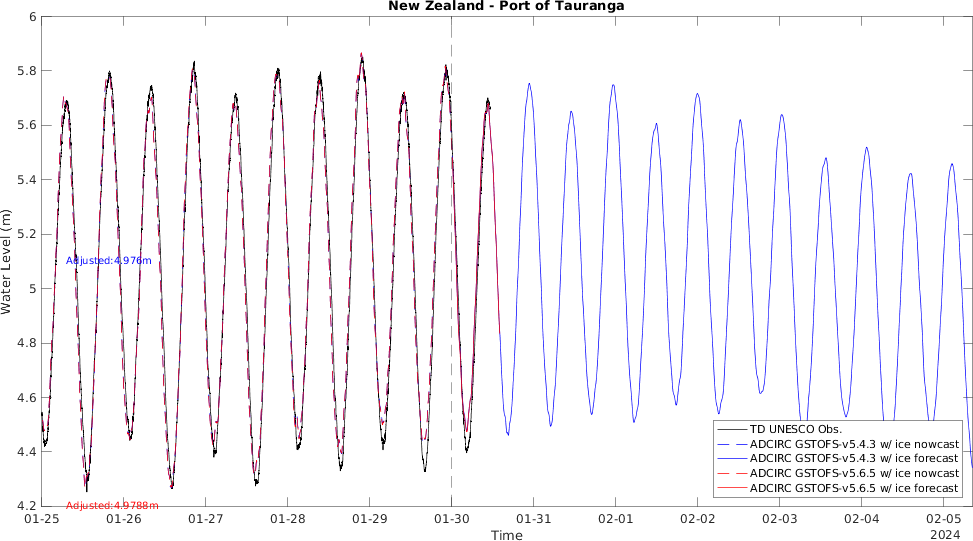 New Zealand - Port of Tauranga
6
5.8
5.6
5.4
5.2
5
4.8
4.6
4.4
4.2
Water Level (m)
Adjusted:4.976m
Adjusted:4.9788m
TD UNESCO Obs.
ADCIRC GSTOFS-v5.4.3 w/ ice nowcast
ADCIRC GSTOFS-v5.4.3 w/ ice forecast
ADCIRC GSTOFS-v5.6.5 w/ ice nowcast
ADCIRC GSTOFS-v5.6.5 w/ ice forecast
01-25 01-26 01-27 01-28 01-29 01-30 01-31 02-01 02-02 02-03 02-04 02-05
Time
2024